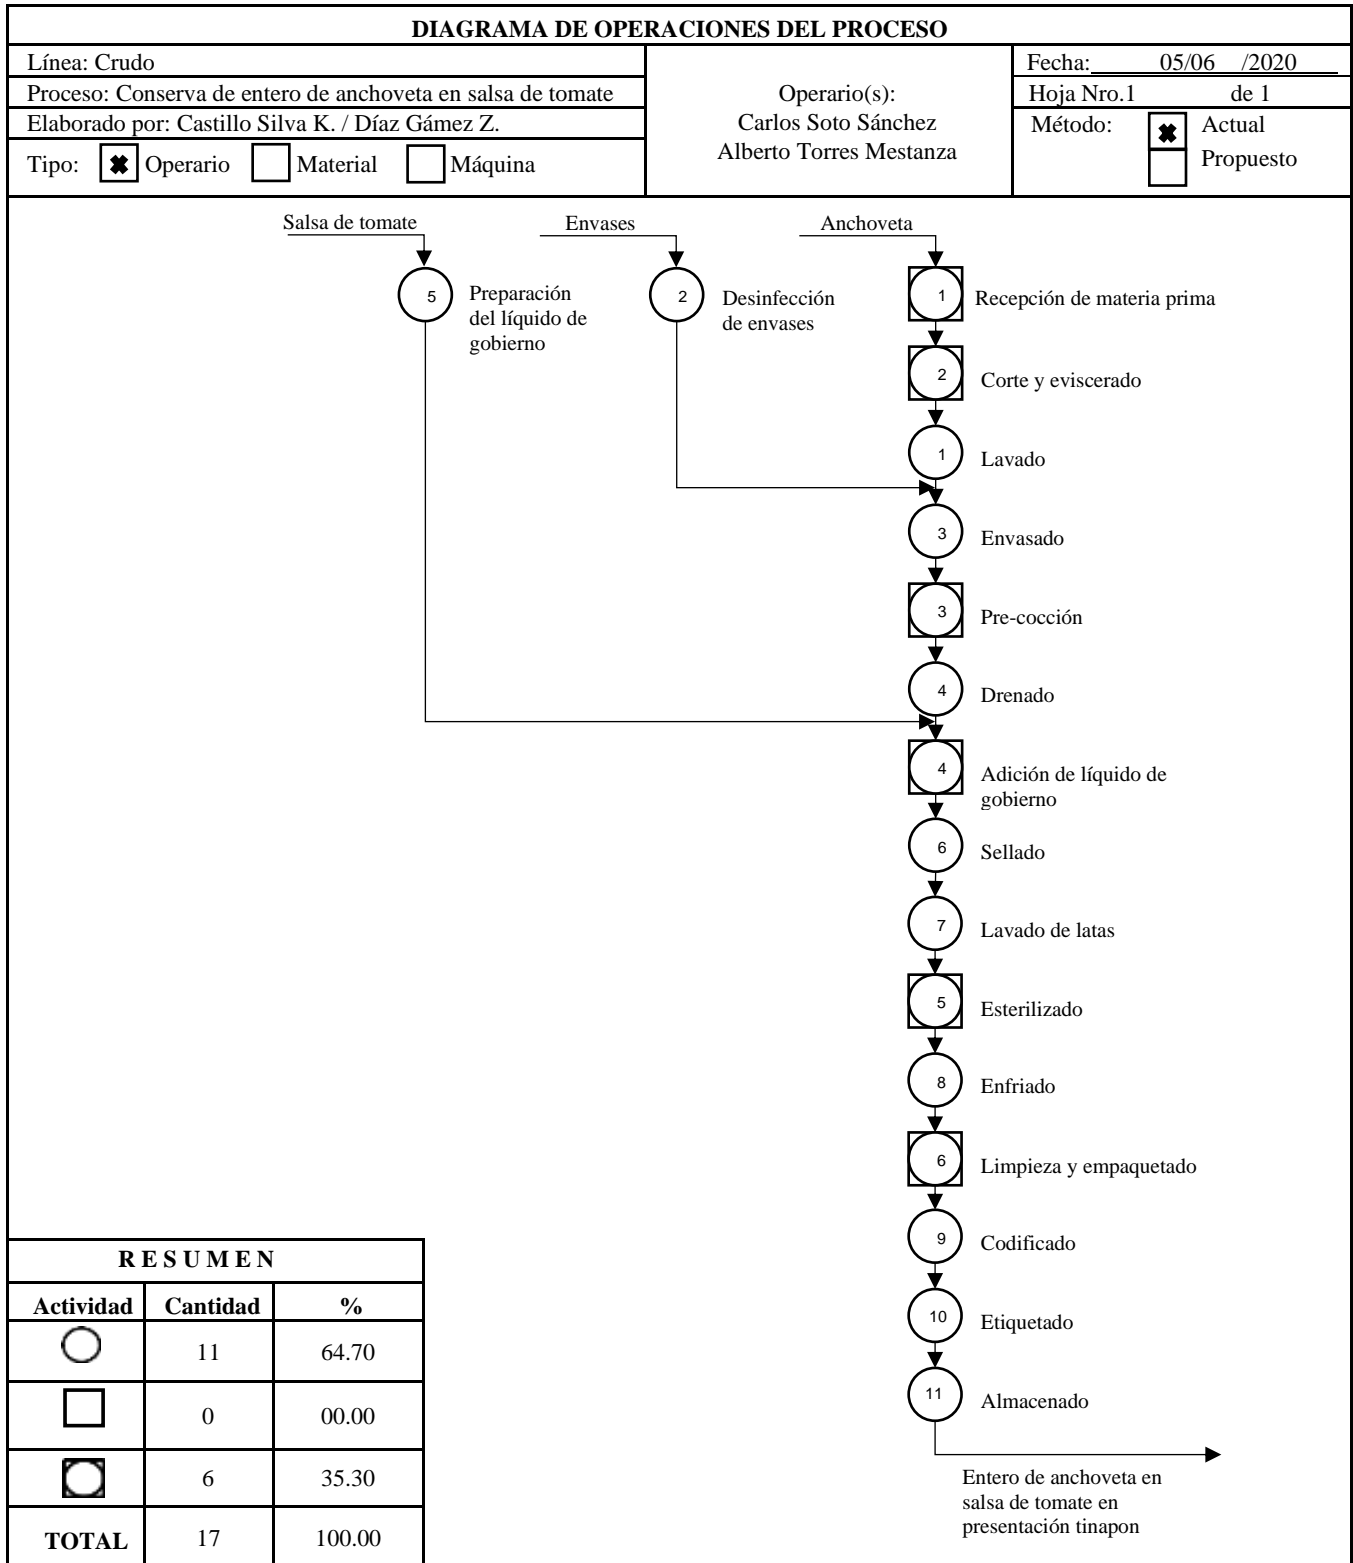 DIAGRAMA DE OPERACIONES DEL PROCESO
Línea: Crudo
Proceso: Conserva de entero de anchoveta en salsa de tomate
Elaborado por: Castillo Silva K. / Díaz Gámez Z.
Tipo: Operario Material Máquina
Operario(s):
Carlos Soto Sánchez
Alberto Torres Mestanza
Fecha: 05/06 /2020
Hoja Nro.1 de 1
Método: Actual
Propuesto
Salsa de tomate
Envases
Anchoveta
5
Preparación
del líquido de
gobierno
2
Desinfección
de envases
1
Recepción de materia prima
2
Corte y eviscerado
1
Lavado
3
Envasado
3
Pre-cocción
4
Drenado
4
Adición de líquido de
gobierno
6
Sellado
7
Lavado de latas
5
Esterilizado
8
Enfriado
6
Limpieza y empaquetado
9
Codificado
10
Etiquetado
11
Almacenado
Entero de anchoveta en
salsa de tomate en
presentación tinapon
R E S U M E N
Actividad Cantidad %
11 64.70
0 00.00
6 35.30
TOTAL 17 100.00